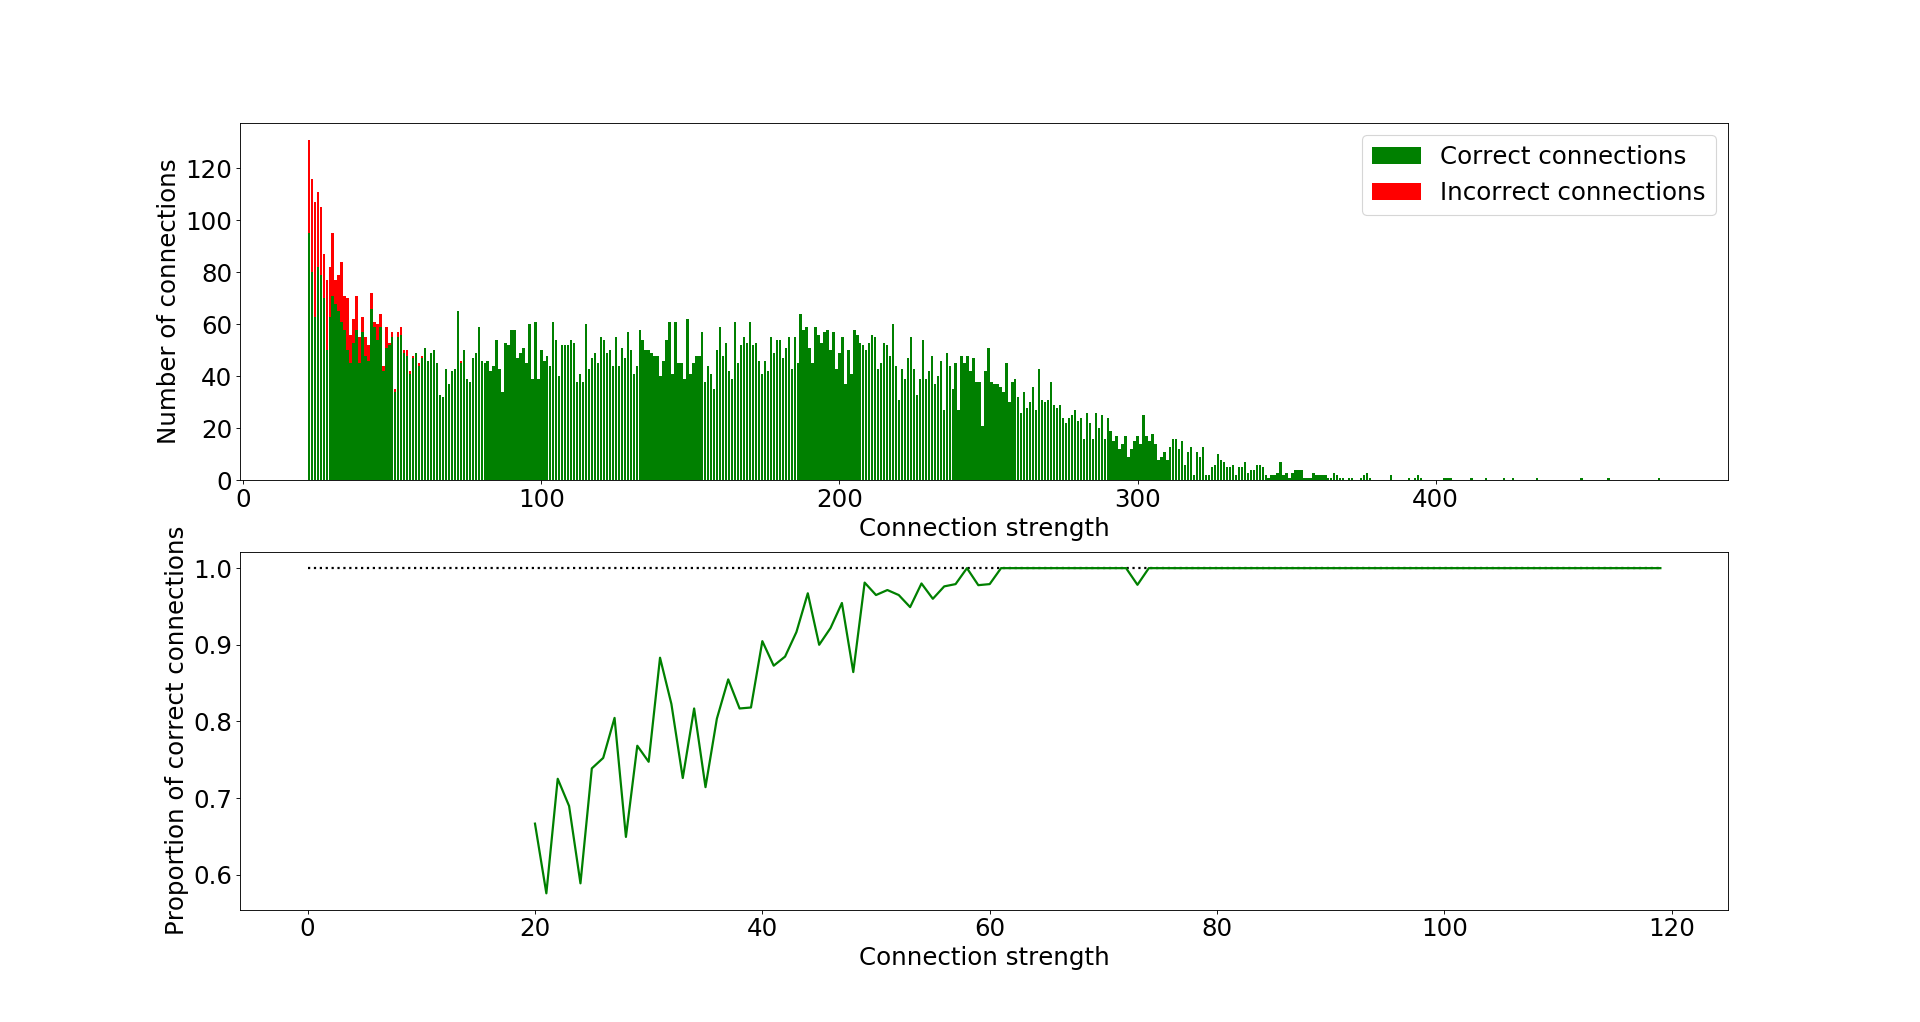 Number of connections
120
100
80
60
40
20
0
Correct connections
Incorrect connections
0 100 200 300 400
Connection strength
Proportion of correct connections
1.0
0.9
0.8
0.7
0.6
0 20 40 60 80 100 120
Connection strength